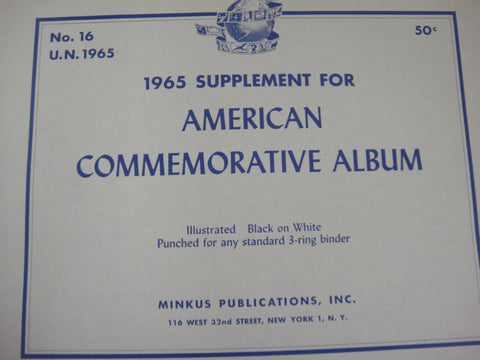 No. 16
50¢
U.N. 1965
1965 SUPPLEMENT FOR
AMERICAN
COMMEMORATIVE ALBUM
Illustrated Black on White
Punched for any standard 3-ring binder
MINKUS PUBLICATIONS, INC.
116 WEST 32nd STREET, NEW YORK 1, N. Y.